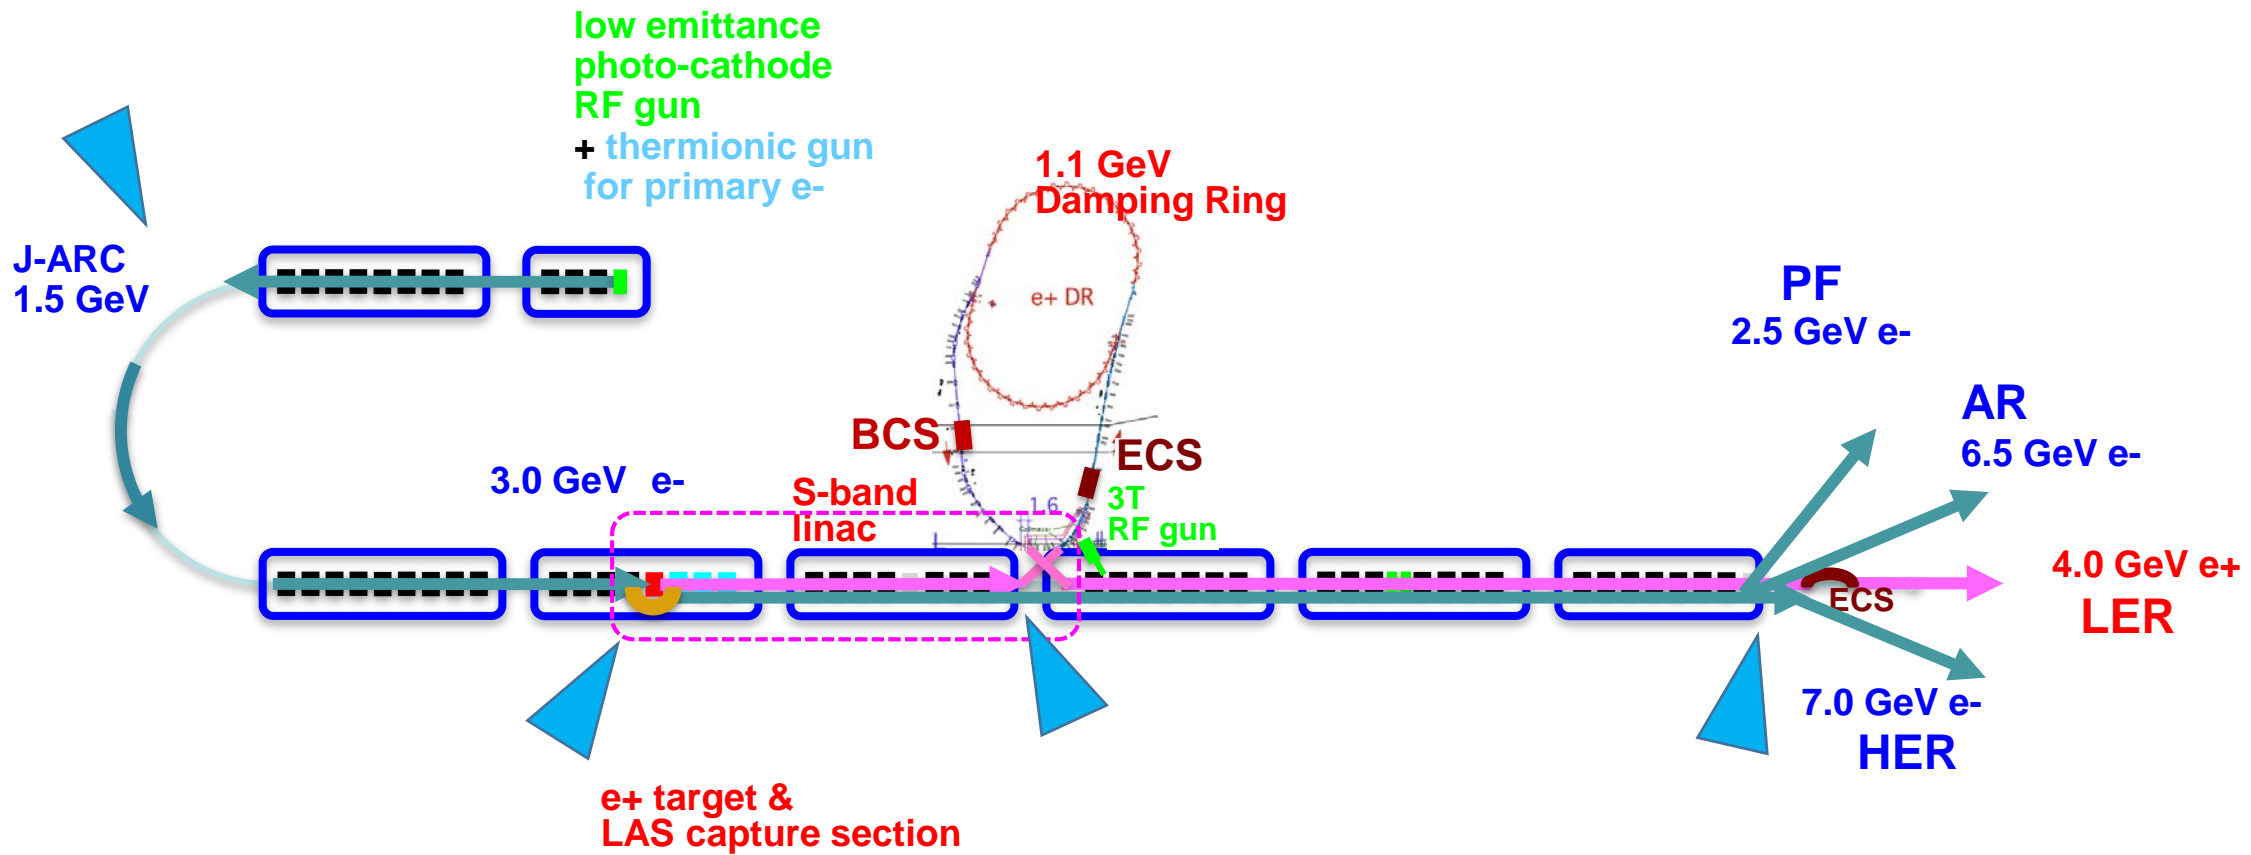 low emittance
photo-cathode
RF gun
+ thermionic gun
for primary e-
1.1 GeV
Damping Ring
J-ARC
1.5 GeV
e+ DR
PF
2.5 GeV e-
AR
6.5 GeV e-
BCS
ECS
3.0 GeV e-
S-band
linac
3T
RF gun
1.6
4.0 GeV e+
LER
ECS
7.0 GeV e-
HER
e+ target &
LAS capture section